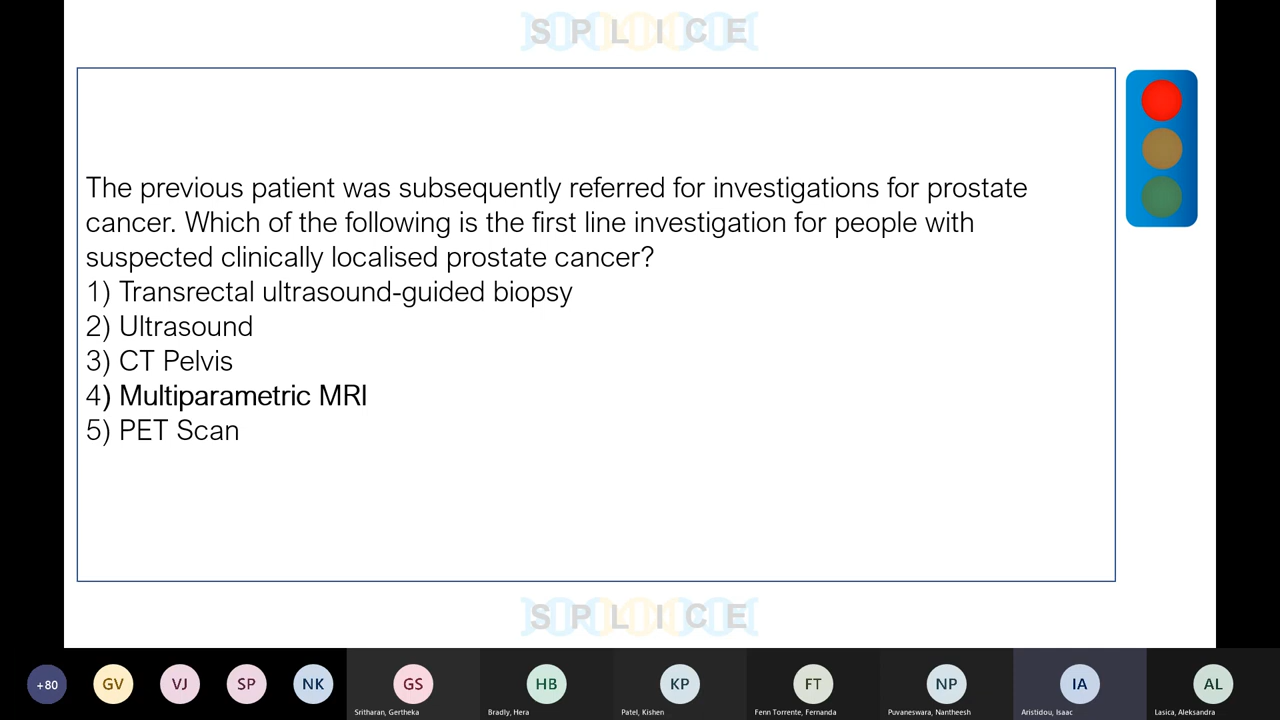 SPLICE
The previous patient was subsequently referred for investigations for prostate
cancer. Which of the following is the first line investigation for people with
suspected clinically localised prostate cancer?
1) Transrectal ultrasound-guided biopsy
2) Ultrasound
3) CT Pelvis
4) Multiparametric MRI
5) PET Scan
SPLICE
+80 GV VJ SP NK GS HB KP FT NP IA AL
Sritharan, Gertheka Bradly, Hera Patel, Kishen Fenn Torrente, Fernanda Puvaneswara, Nantheesh Aristidou, Isaac Lasica, Aleksandra